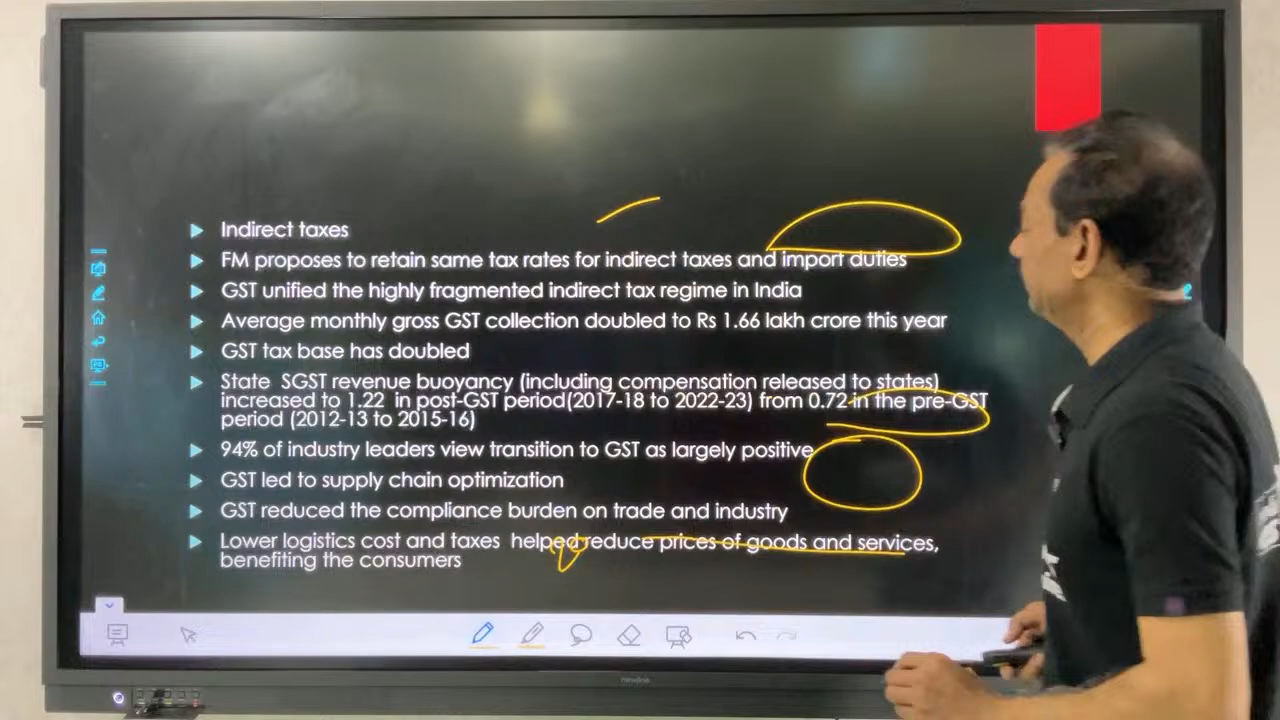 Indirect taxes
FM proposes to retain same tax rates for indirect taxes and import duties
GST unified the highly fragmented indirect tax regime in India
Average monthly gross GST collection doubled to Rs 1.66 lakh crore this year
GST tax base has doubled
State SGST revenue buoyancy (including compensation released to states)
increased to 1.22 in post-GST period(2017-18 to 2022-23) from 0.72 in the pre-GST
period (2012-13 to 2015-16)
94% of industry leaders view transition to GST as largely positive
GST led to supply chain optimization
GST reduced the compliance burden on trade and industry
Lower logistics cost and taxes helped reduce prices of goods and services,
benefiting the consumers